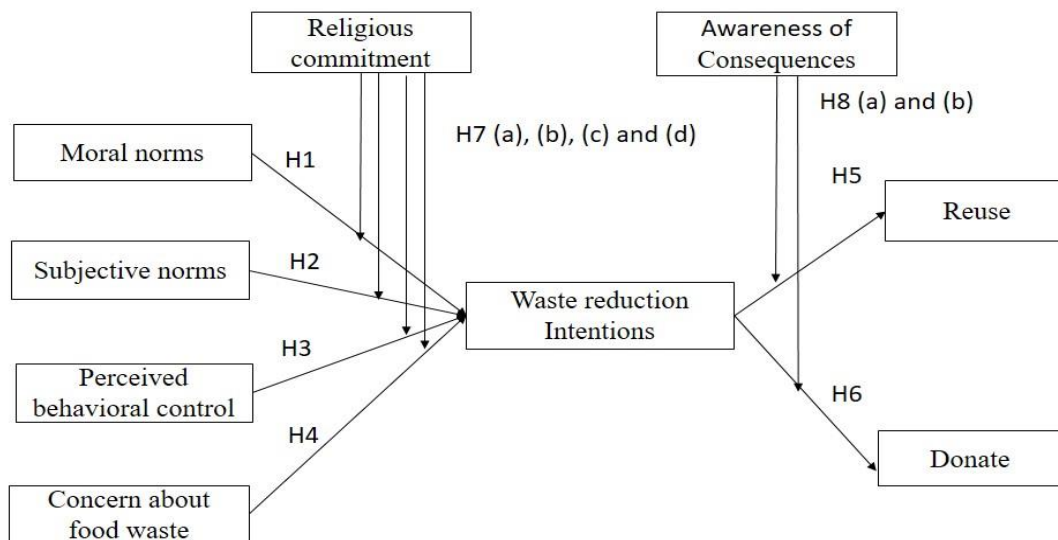 Religious
commitment
Awareness of
Consequences
H7 (a), (b), (c) and (d)
H8 (a) and (b)
Moral norms
H1
H5
Reuse
Subjective norms
H2
Waste reduction
Intentions
H3
Perceived
behavioral control
H4
H6
Donate
Concern about
food waste